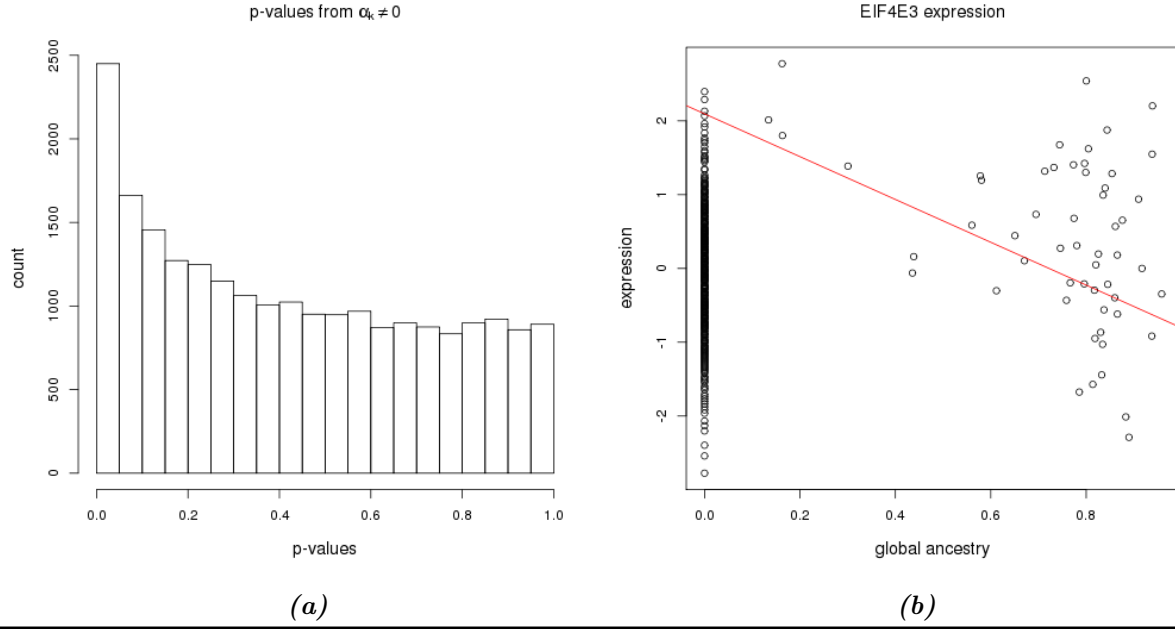 p-values from αₖ ≠ 0
2500
2000
1500
1000
500
0
count
0.0 0.2 0.4 0.6 0.8 1.0
p-values
(a)
EIF4E3 expression
2
1
0
-1
-2
expression
0.0 0.2 0.4 0.6 0.8
global ancestry
(b)